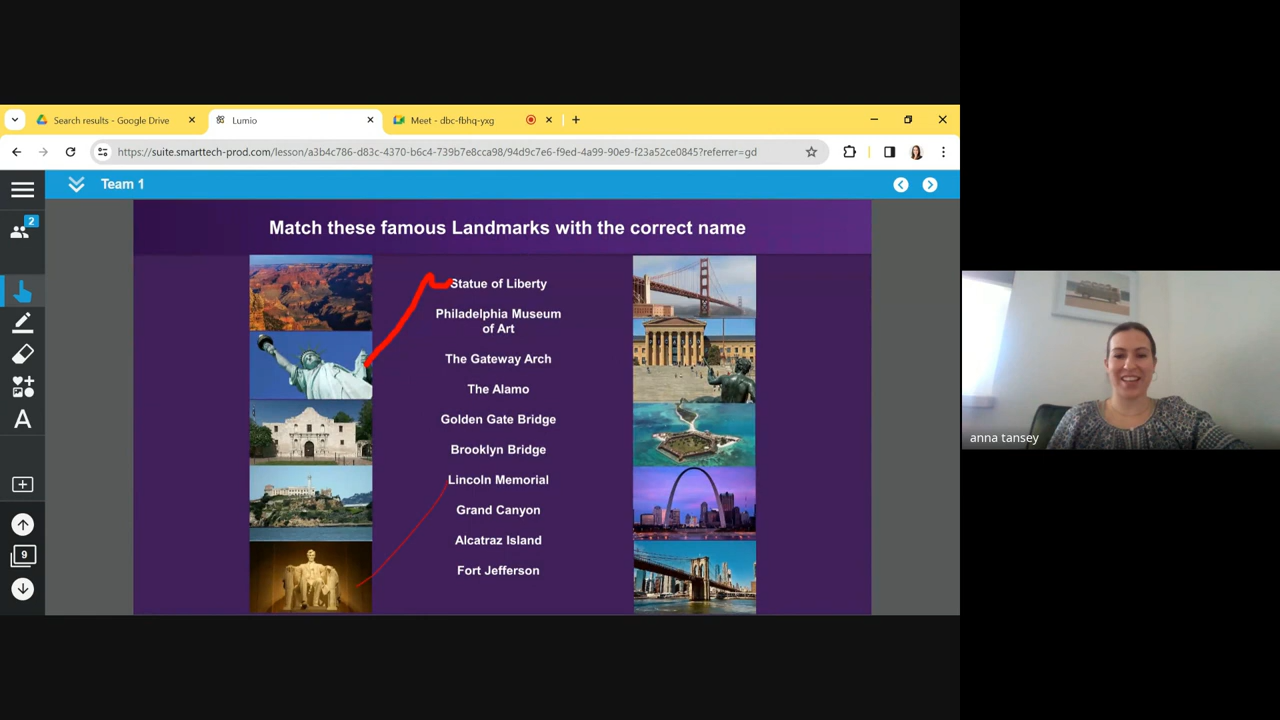 Search results - Google Drive
Lumio
Meet - dbc-fbhq-yxg
https://suite.smarttech-prod.com/lesson/a3b4c786-d83c-4370-b6c4-739b7e8cca98/94d9c7e6-f9ed-4a99-90e9-f23a52ce0845?referrer=gd
Team 1
2
Match these famous Landmarks with the correct name
Statue of Liberty
Philadelphia Museum
of Art
The Gateway Arch
The Alamo
Golden Gate Bridge
Brooklyn Bridge
Lincoln Memorial
Grand Canyon
Alcatraz Island
Fort Jefferson
A
9
anna tansey